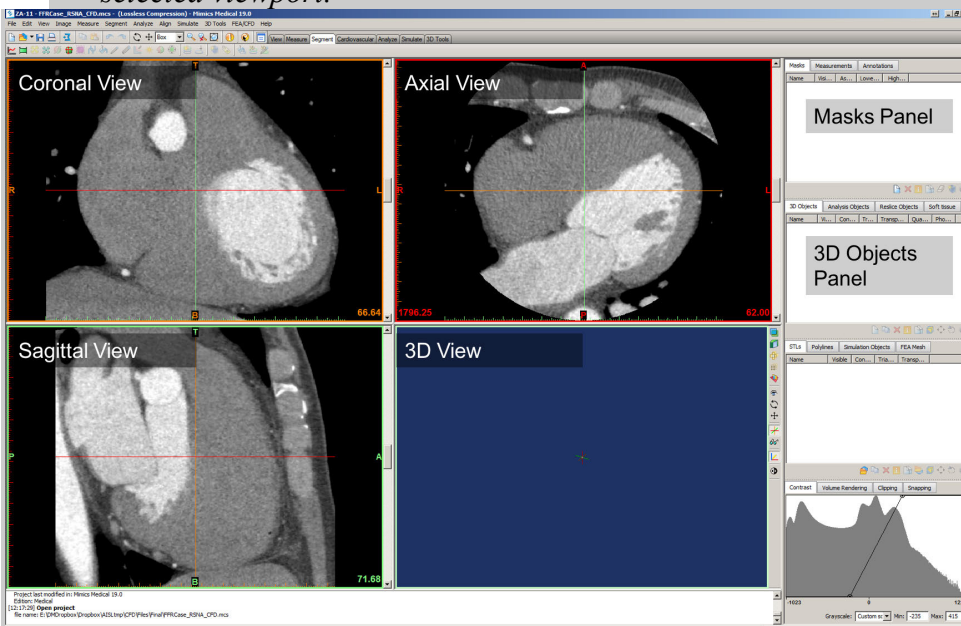 selected viewport.
ZA-11 - FFRCase_RSNA_CFD.mcs - (Lossless Compression) - Mimics Medical 19.0
File Edit View Image Measure Segment Analyze Align Simulate 3D Tools FEA/CFD Help
Box
View Measure Segment Cardiovascular Analyze Simulate 3D Tools
Coronal View
T
R
L
B
66.64
Axial View
A
R
L
P
1796.25
62.00
Sagittal View
T
P
A
B
71.68
3D View
Masks Measurements Annotations
Name Visi... As... Lowe... High...
Masks Panel
3D Objects Analysis Objects Reslice Objects Soft tissue
Name Vi... Con... Tr... Transp... Qua... Pho...
3D Objects
Panel
STLs Polylines Simulation Objects FEA Mesh
Name Visible Con... Tria... Transp...
Contrast Volume Rendering Clipping Snapping
-1023 0 12
Grayscale: Custom sc Min: -235 Max: 415
Project last modified in: Mimics Medical 19.0
Edition: Medical
[12:17:29] Open project
file name: E:\DMDropbox\Dropbox\AISLtmp\CFD\Files\Final\FFRCase_RSNA_CFD.mcs